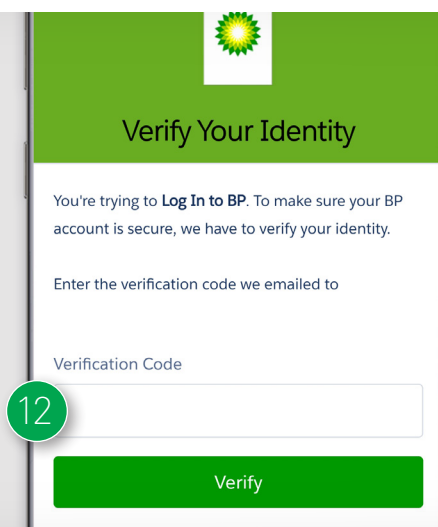 Verify Your Identity
You're trying to Log In to BP. To make sure your BP
account is secure, we have to verify your identity.
Enter the verification code we emailed to
Verification Code
12
Verify